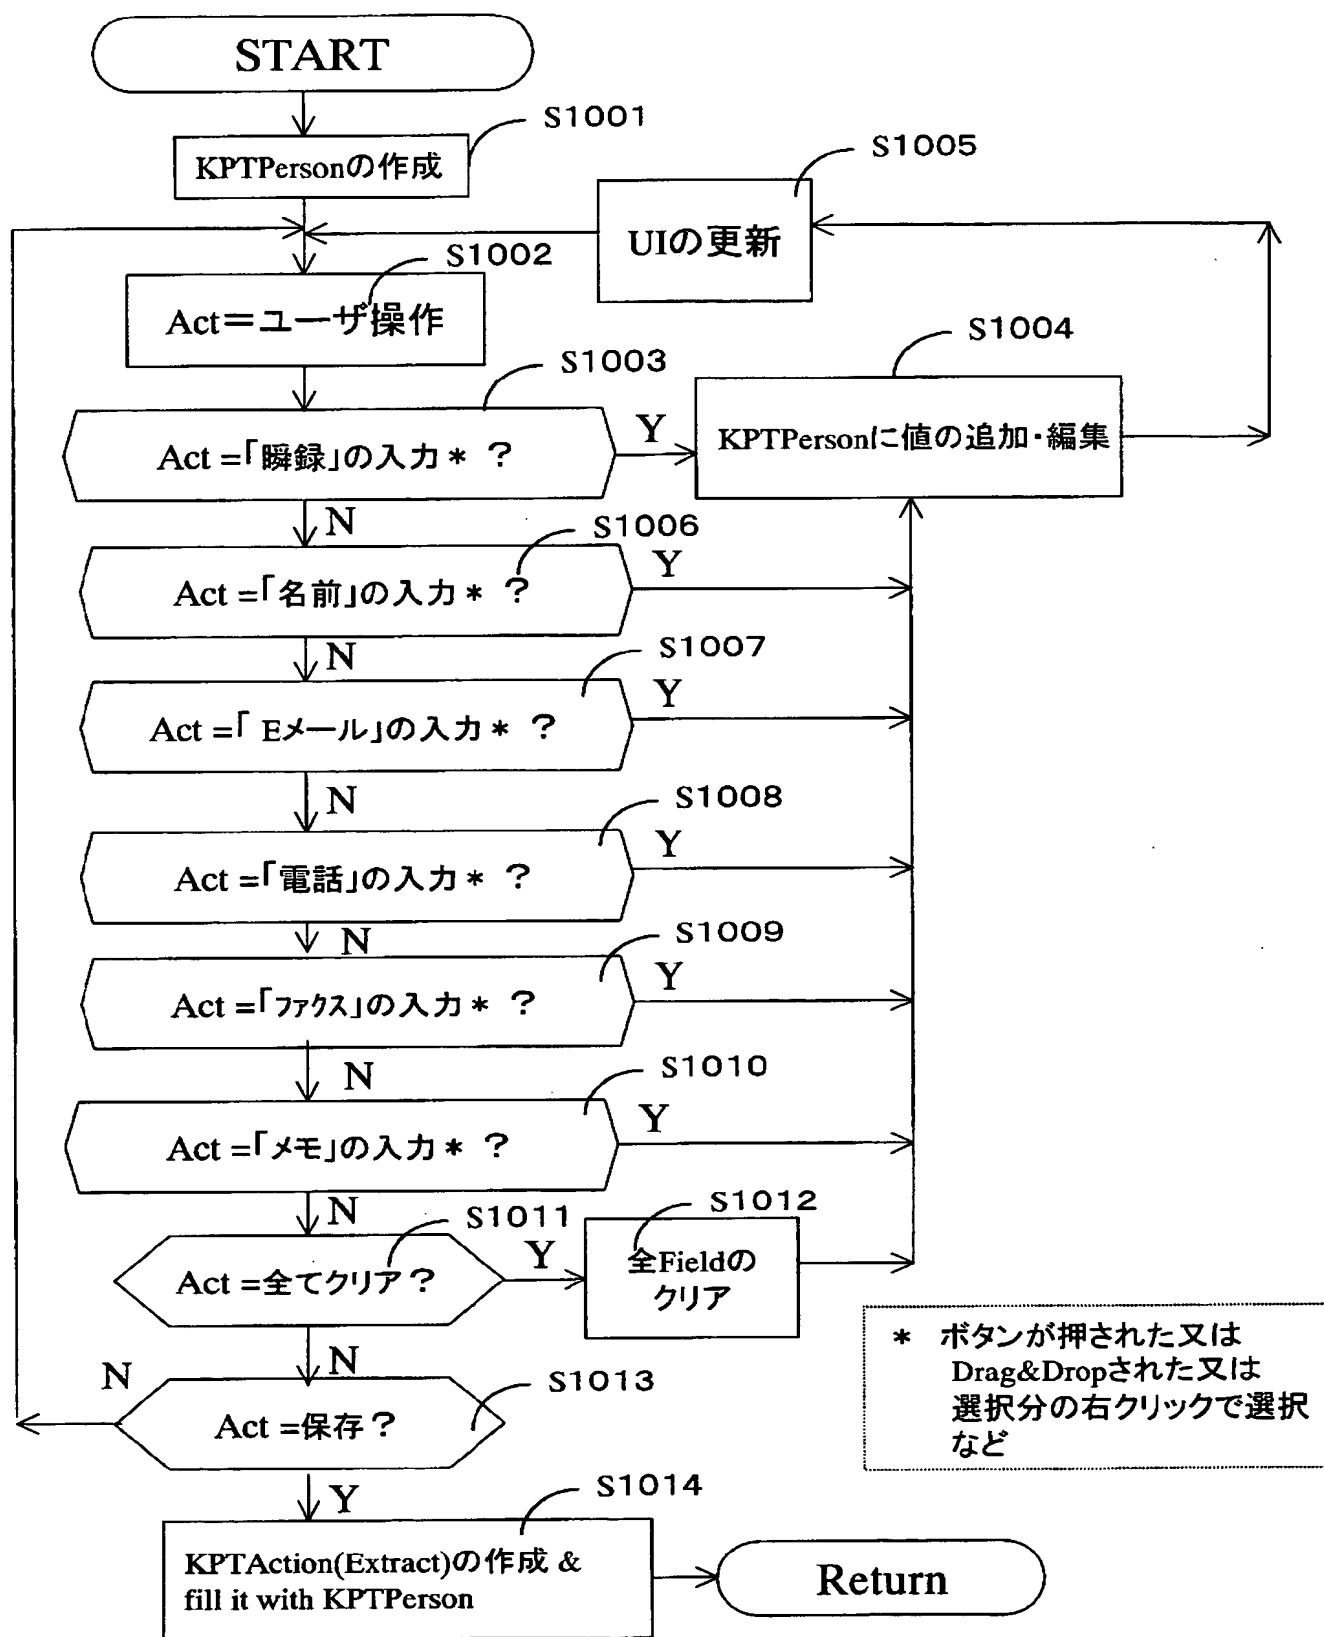 START
S1001
KPTPersonの作成
S1005
UIの更新
S1002
Act＝ユーザ操作
S1004
S1003
Act =「瞬録」の入力* ？
Y
KPTPersonに値の追加・編集
N
S1006
Act =「名前」の入力* ？
Y
N
S1007
Act =「 Eメール」の入力* ？
Y
N
S1008
Act =「電話」の入力* ？
Y
N
S1009
Act =「ファクス」の入力* ？
Y
N
S1010
Act =「メモ」の入力* ？
Y
N
S1011
Act =全てクリア？
Y
S1012
全Fieldの
クリア
N
N
S1013
Act =保存？
* ボタンが押された又は
Drag&Dropされた又は
選択分の右クリックで選択
など
Y
S1014
KPTAction(Extract)の作成 &
fill it with KPTPerson
Return